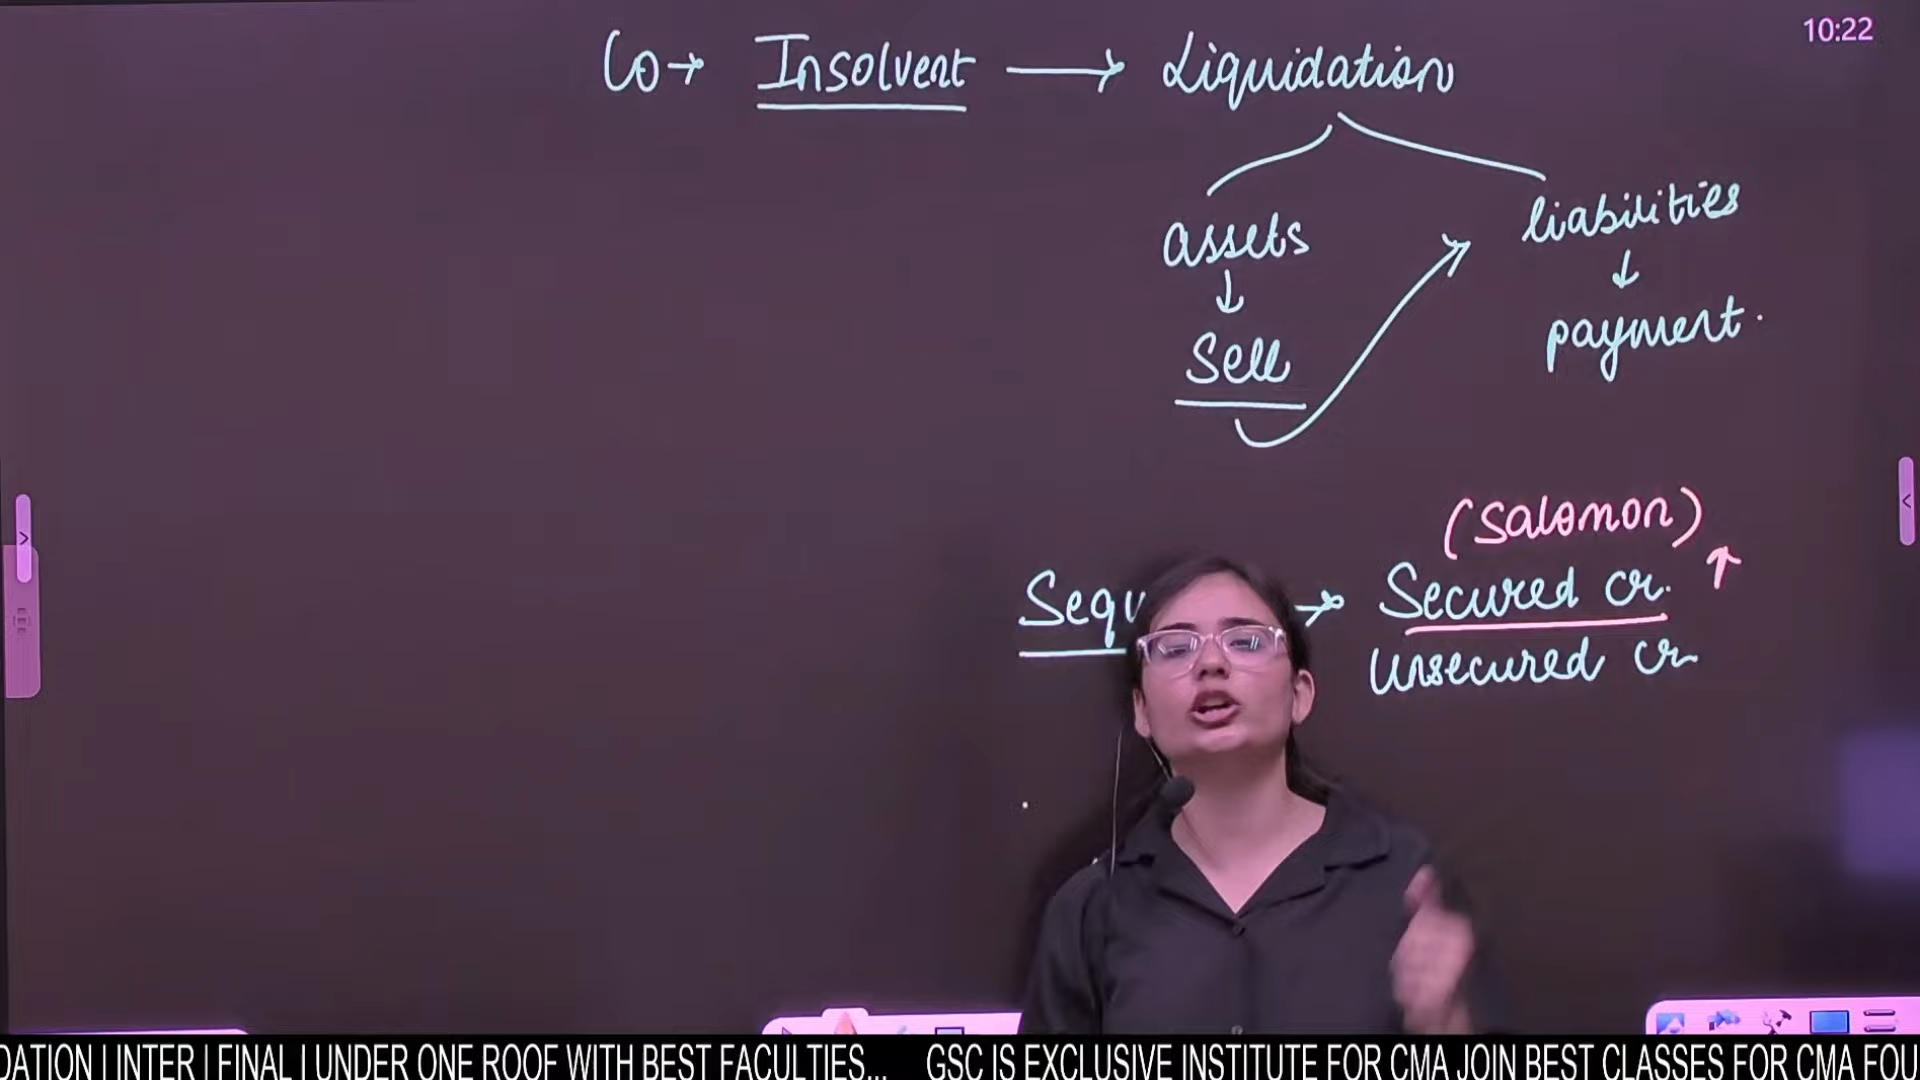 10:22
Co → Insolvent → Liquidation
assets
liabilities
↓
↓
Sell
payment.
(Salomon)
→ Secured cr. ↑
Unsecured cr
DATION | INTER | FINAL | UNDER ONE ROOF WITH BEST FACULTIES... GSC IS EXCLUSIVE INSTITUTE FOR CMA JOIN BEST CLASSES FOR CMA FOU